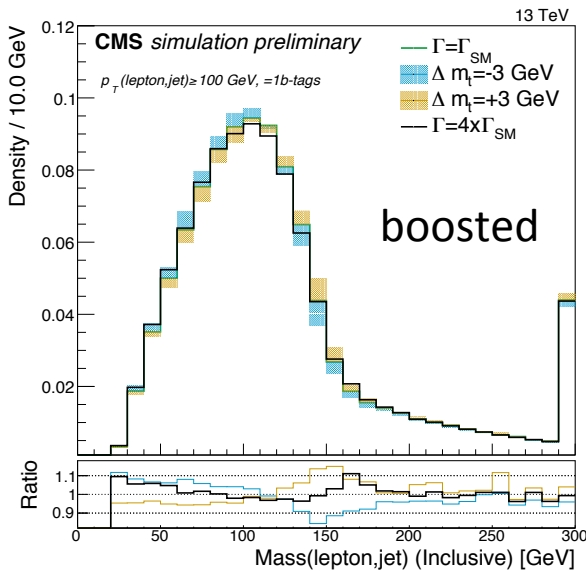 13 TeV
CMS simulation preliminary
p_T(lepton,jet)≥100 GeV, =1b-tags
Γ=Γ_SM
Δ m_t=-3 GeV
Δ m_t=+3 GeV
Γ=4xΓ_SM
boosted
Density / 10.0 GeV
0.12
0.1
0.08
0.06
0.04
0.02
Ratio
1.1
1
0.9
0 50 100 150 200 250 300
Mass(lepton,jet) (Inclusive) [GeV]